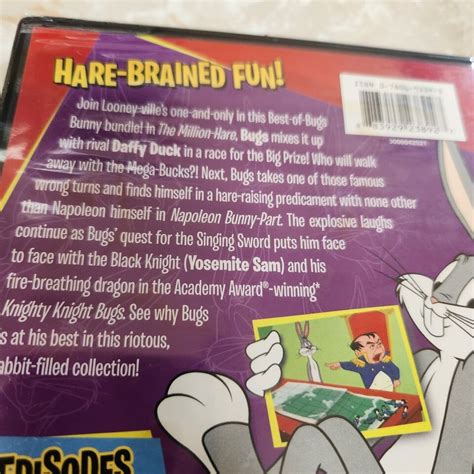 HARE-BRAINED FUN!
Join Looney-ville's one-and-only in this Best-of-Bugs
Bunny bundle! In The Million-Hare, Bugs mixes it up
with rival Daffy Duck in a race for the Big Prize! Who will walk
away with the Mega-Bucks?! Next, Bugs takes one of those famous
wrong turns and finds himself in a hare-raising predicament with none other
than Napoleon himself in Napoleon Bunny-Part. The explosive laughs
continue as Bugs' quest for the Singing Sword puts him face
to face with the Black Knight (Yosemite Sam) and his
fire-breathing dragon in the Academy Award®-winning*
Knighty Knight Bugs. See why Bugs
s at his best in this riotous,
abbit-filled collection!
EPISODES
ISBN